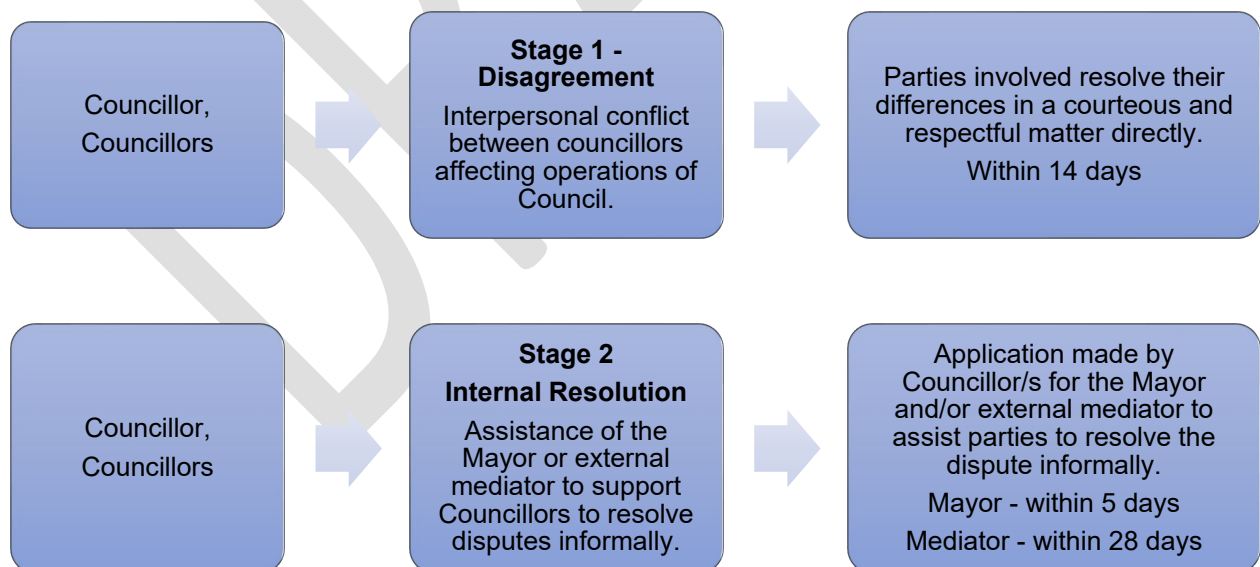 Councillor,
Councillors
Stage 1 -
Disagreement
Interpersonal conflict
between councillors
affecting operations of
Council.
Parties involved resolve their
differences in a courteous and
respectful matter directly.
Within 14 days
Councillor,
Councillors
Stage 2
Internal Resolution
Assistance of the
Mayor or external
mediator to support
Councillors to resolve
disputes informally.
Application made by
Councillor/s for the Mayor
and/or external mediator to
assist parties to resolve the
dispute informally.
Mayor - within 5 days
Mediator - within 28 days